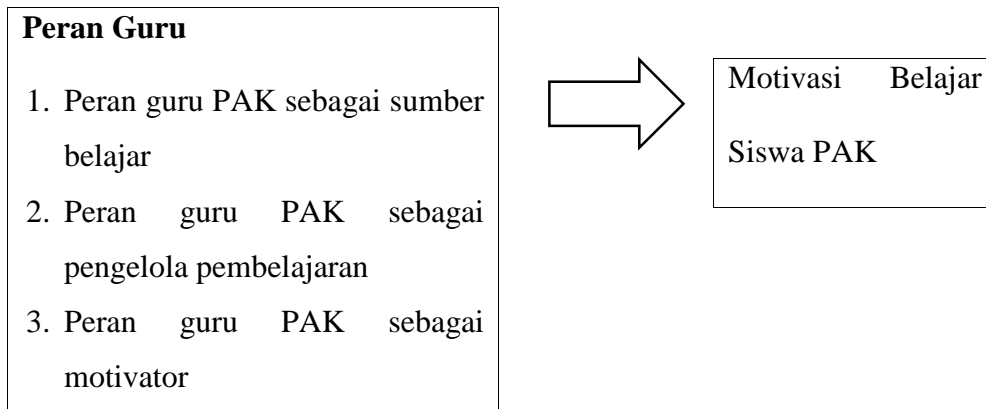 Peran Guru
1. Peran guru PAK sebagai sumber
belajar
2. Peran guru PAK sebagai
pengelola pembelajaran
3. Peran guru PAK sebagai
motivator
Motivasi Belajar
Siswa PAK